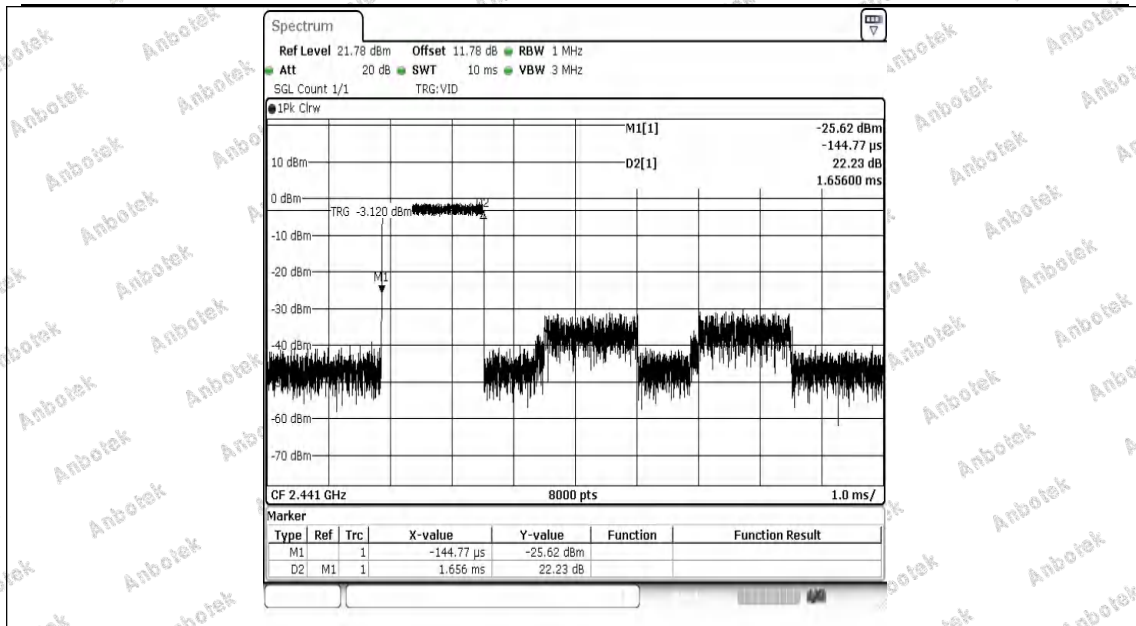 Spectrum
Ref Level 21.78 dBm Offset 11.78 dB RBW 1 MHz
Att 20 dB SWT 10 ms VBW 3 MHz
SGL Count 1/1 TRG:VID
1Pk Clrw
M1[1] -25.62 dBm
-144.77 µs
10 dBm D2[1] 22.23 dB
1.65600 ms
0 dBm
D2
TRG -3.120 dBm
-10 dBm
-20 dBm
M1
-30 dBm
-40 dBm
-60 dBm
-70 dBm
CF 2.441 GHz 8000 pts 1.0 ms/
Marker
Type Ref Trc X-value Y-value Function Function Result
M1 1 -144.77 µs -25.62 dBm
D2 M1 1 1.656 ms 22.23 dB
Anbotek